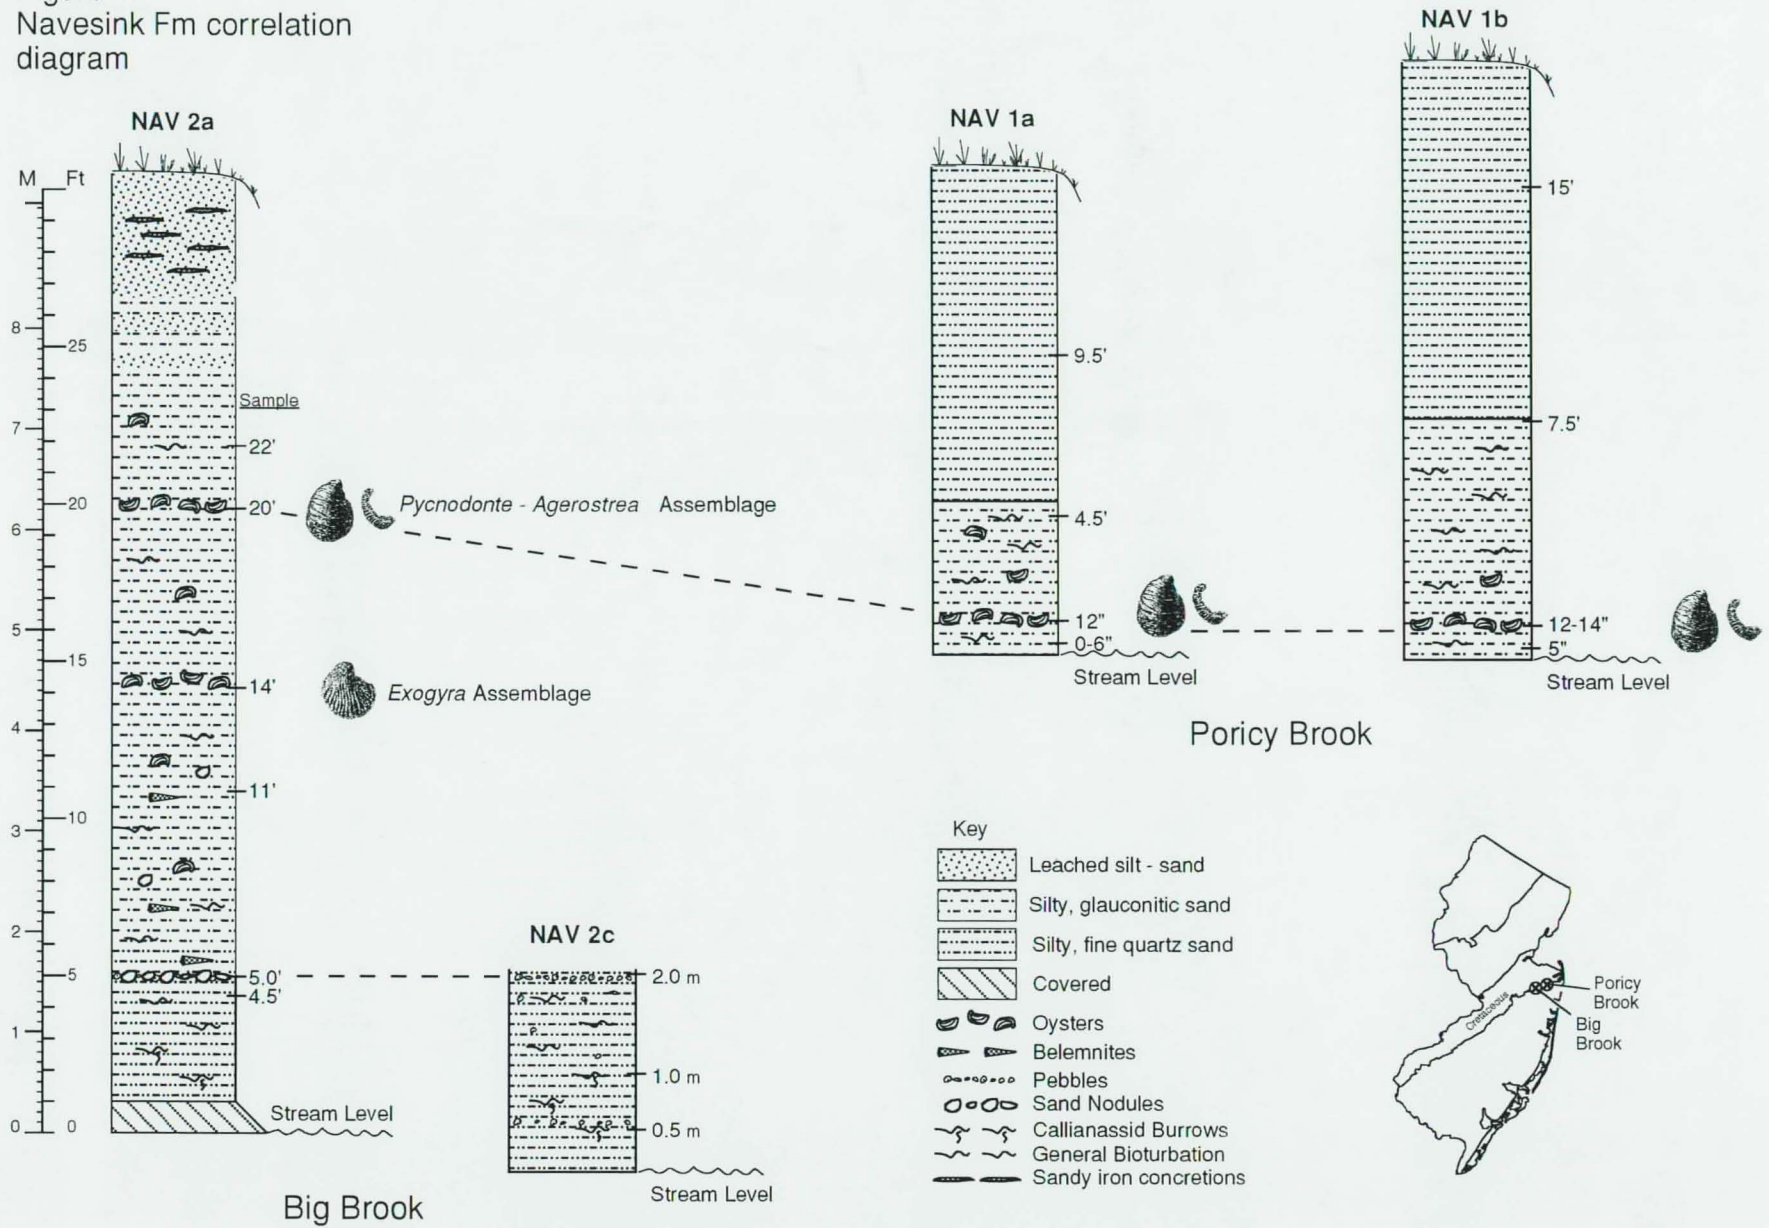 Navesink Fm correlation
diagram
NAV 2a
M Ft
8
25
7
20
6
5
15
4
10
3
2
5
1
0 0
Sample
22'
20'
14'
11'
5.0'
4.5'
Stream Level
Pycnodonte - Agerostrea Assemblage
Exogyra Assemblage
NAV 2c
2.0 m
1.0 m
0.5 m
Stream Level
Big Brook
NAV 1a
9.5'
4.5'
12"
0-6"
Stream Level
NAV 1b
15'
7.5'
12-14"
5"
Stream Level
Poricy Brook
Key
Leached silt - sand
Silty, glauconitic sand
Silty, fine quartz sand
Covered
Oysters
Belemnites
Pebbles
Sand Nodules
Callianassid Burrows
General Bioturbation
Sandy iron concretions
Cretaceous
Poricy
Brook
Big
Brook